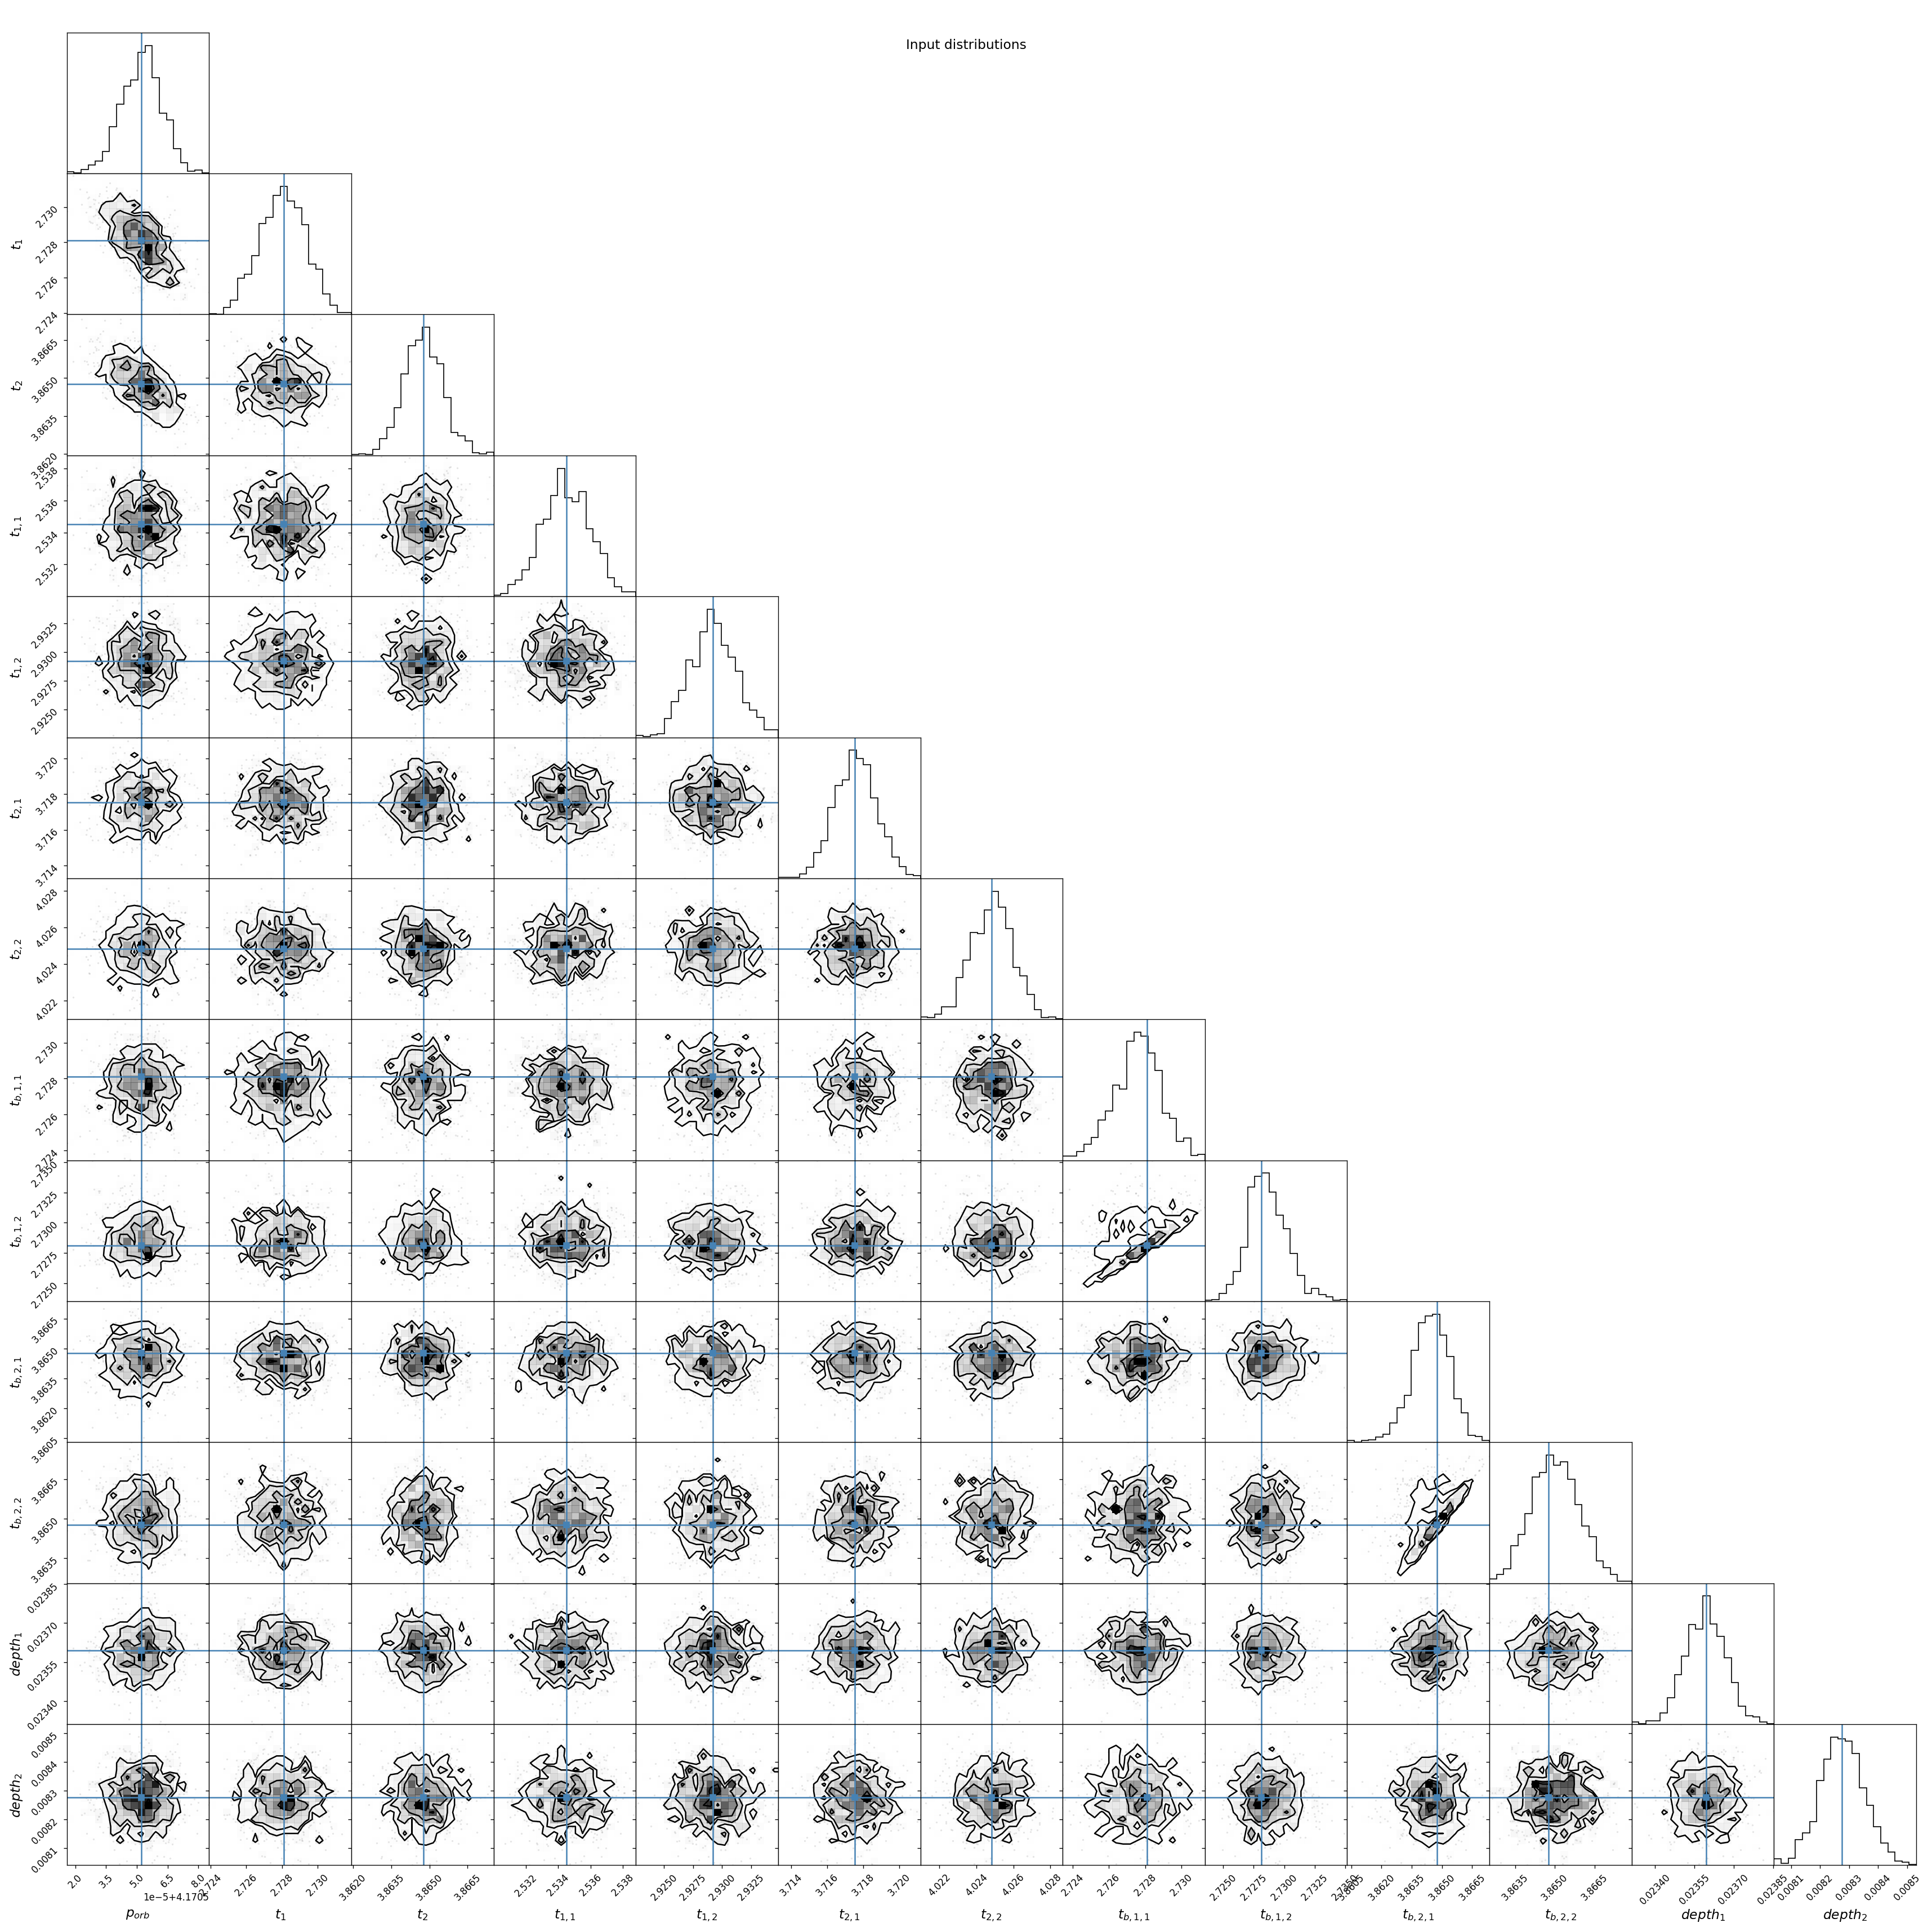 Input distributions
2.730
2.728
2.726
2.724
t1
3.8665
3.8650
3.8635
3.8620
t2
2.538
2.536
2.534
2.532
t1,1
2.9325
2.9300
2.9275
2.9250
t1,2
3.720
3.718
3.716
3.714
t2,1
4.028
4.026
4.024
4.022
t2,2
2.730
2.728
2.726
2.724
tb,1,1
2.7350
2.7325
2.7300
2.7275
2.7250
tb,1,2
3.8665
3.8650
3.8635
3.8620
3.8605
tb,2,1
3.8665
3.8650
3.8635
tb,2,2
0.02385
0.02370
0.02355
0.02340
depth1
0.0085
0.0084
0.0083
0.0082
0.0081
depth2
2.0 3.5 5.0 6.5 8.0
1e−5+4.1705
porb
2.724 2.726 2.728 2.730
t1
3.8620 3.8635 3.8650 3.8665
t2
2.532 2.534 2.536 2.538
t1,1
2.9250 2.9275 2.9300 2.9325
t1,2
3.714 3.716 3.718 3.720
t2,1
4.022 4.024 4.026 4.028
t2,2
2.724 2.726 2.728 2.730
tb,1,1
2.7250 2.7275 2.7300 2.7325 2.7350
tb,1,2
3.8605 3.8620 3.8635 3.8650 3.8665
tb,2,1
3.8635 3.8650 3.8665
tb,2,2
0.02340 0.02355 0.02370 0.02385
depth1
0.0081 0.0082 0.0083 0.0084 0.0085
depth2